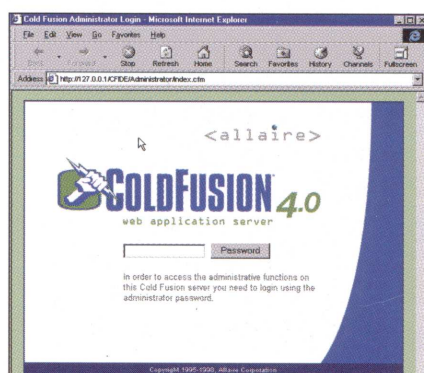 Cold Fusion Administrator Login - Microsoft Internet Explorer
File Edit View Go Favorites Help
Back Forward Stop Refresh Home Search Favorites History Channels Fullscreen
Address http://127.0.0.1/CFIDE/Administrator/index.cfm
<allaire>
COLDFUSION 4.0
web application server
Password
in order to access the administrative functions on
this Cold Fusion server you need to login using the
administrator password.
Copyright 1995-1998, Allaire Corporation